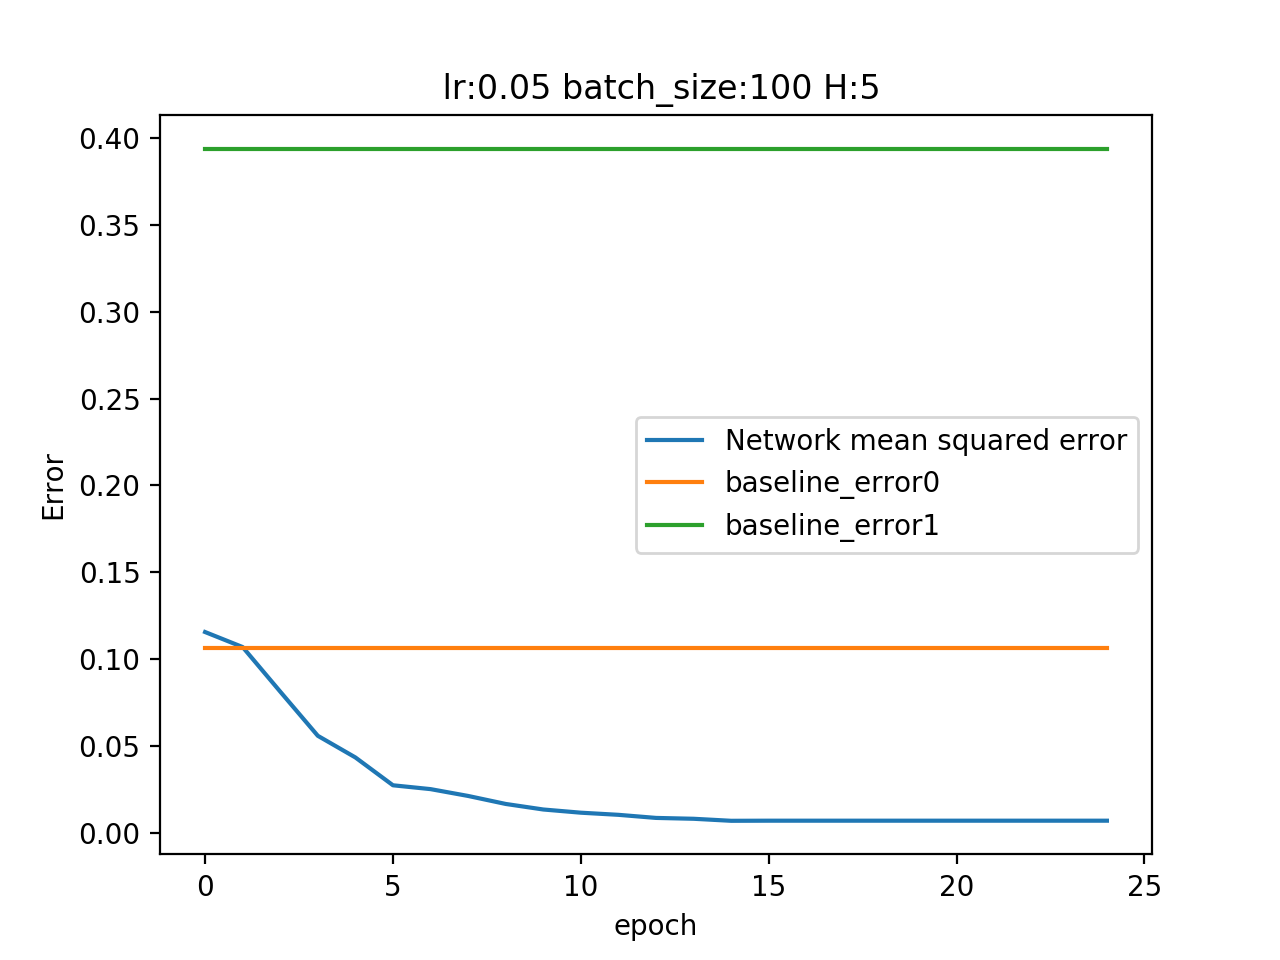 lr:0.05 batch_size:100 H:5
0.40
0.35
0.30
0.25
0.20
0.15
0.10
0.05
0.00
Error
Network mean squared error
baseline_error0
baseline_error1
0 5 10 15 20 25
epoch